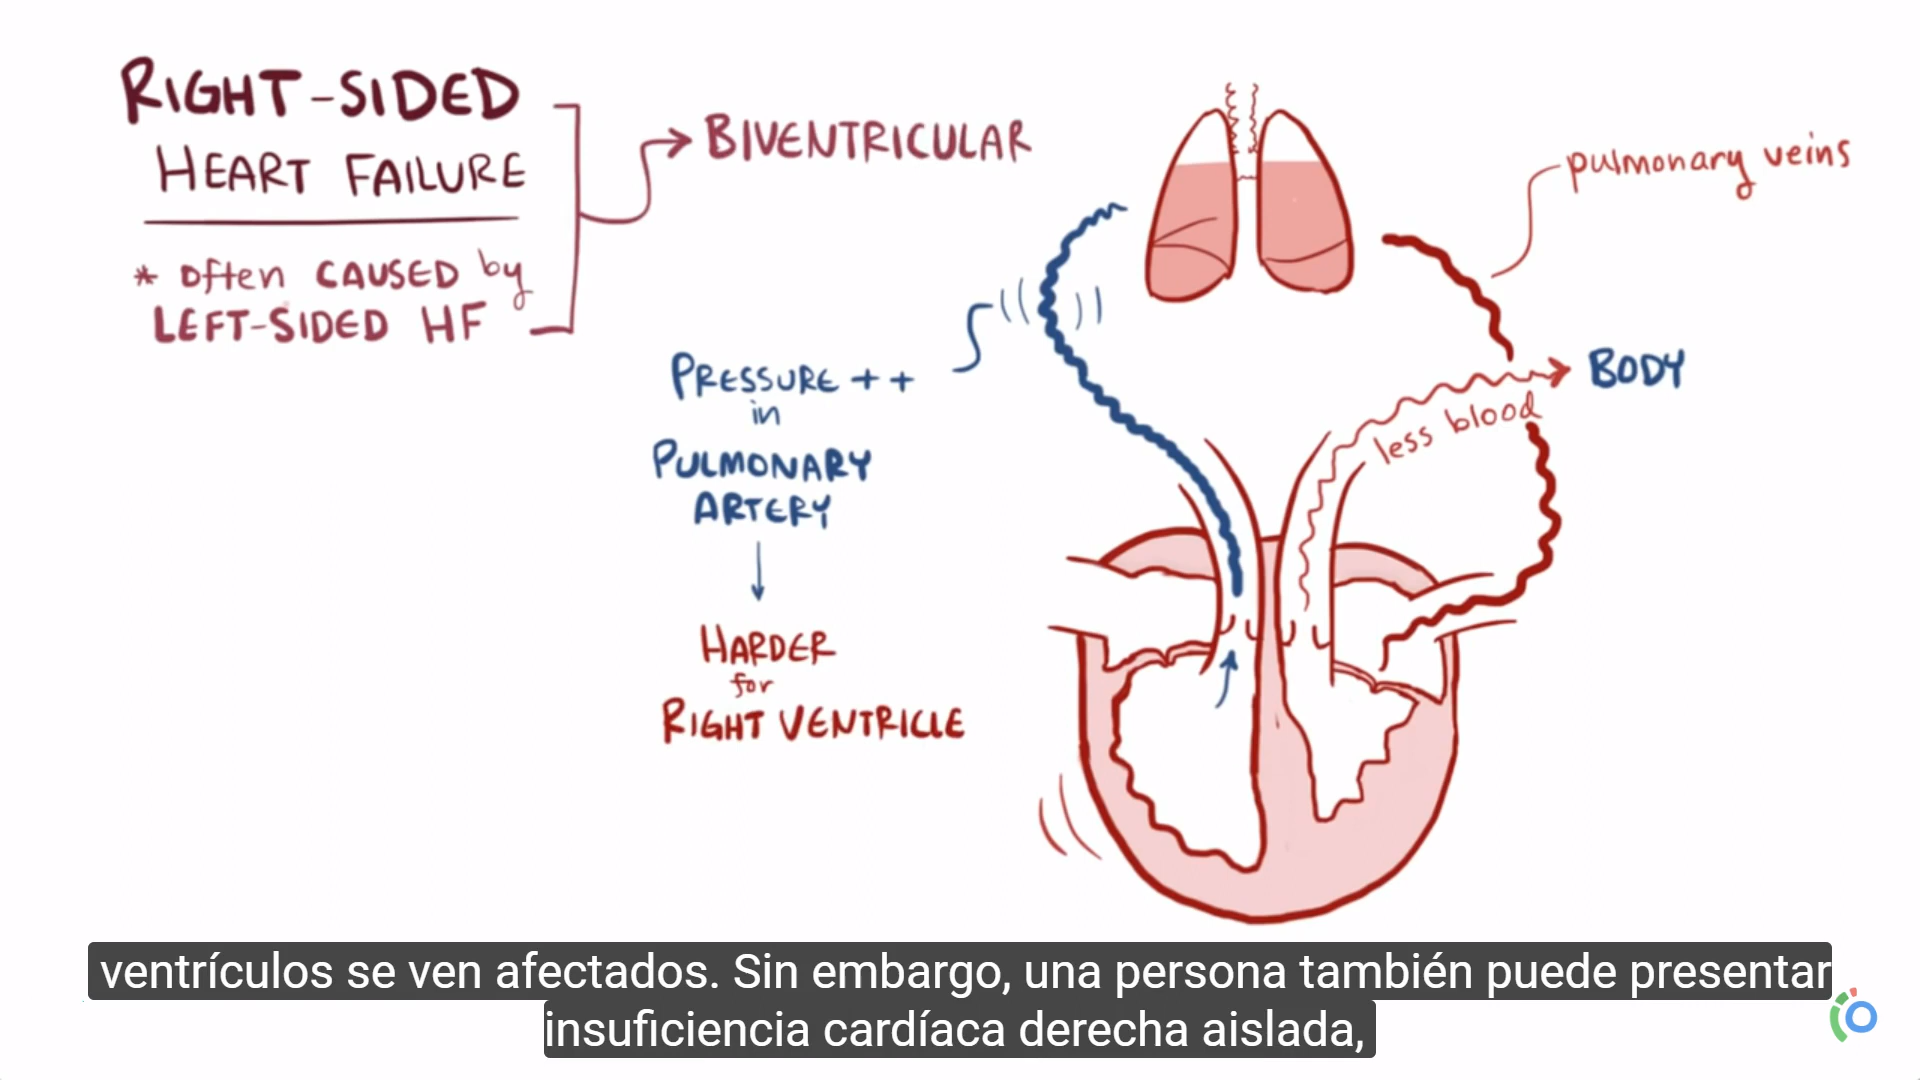 RIGHT-SIDED
HEART FAILURE
* often CAUSED by
LEFT-SIDED HF
BIVENTRICULAR
pulmonary veins
PRESSURE ++
in
PULMONARY
ARTERY
HARDER
for
RIGHT VENTRICLE
BODY
less blood
ventrículos se ven afectados. Sin embargo, una persona también puede presentar
insuficiencia cardíaca derecha aislada,